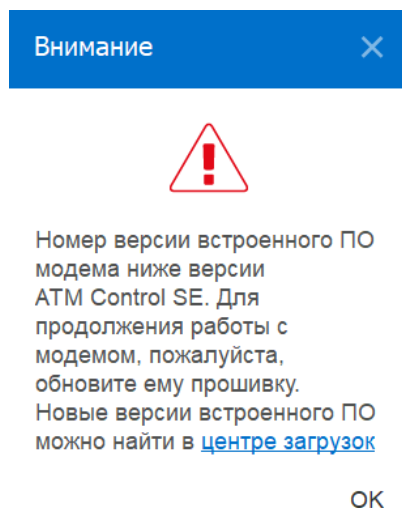 Внимание
Номер версии встроенного ПО
модема ниже версии
ATM Control SE. Для
продолжения работы с
модемом, пожалуйста,
обновите ему прошивку.
Новые версии встроенного ПО
можно найти в центре загрузок
OK